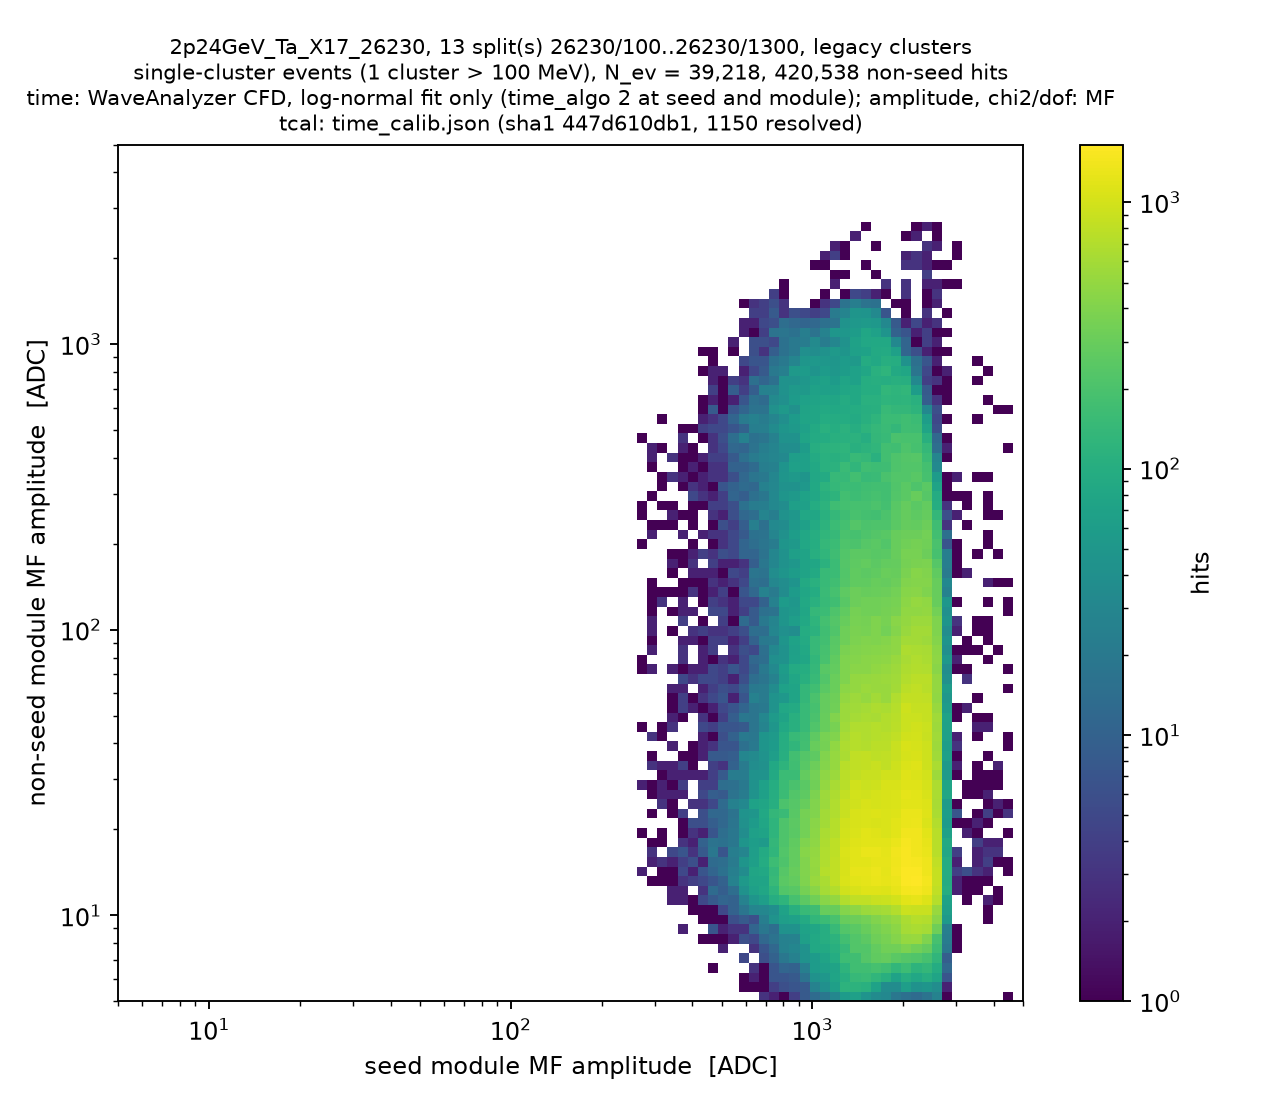 2p24GeV_Ta_X17_26230, 13 split(s) 26230/100..26230/1300, legacy clusters
single-cluster events (1 cluster > 100 MeV), N_ev = 39,218, 420,538 non-seed hits
time: WaveAnalyzer CFD, log-normal fit only (time_algo 2 at seed and module); amplitude, chi2/dof: MF
tcal: time_calib.json (sha1 447d610db1, 1150 resolved)
non-seed module MF amplitude [ADC]
10³
10²
10¹
10¹
10²
10³
seed module MF amplitude [ADC]
10³
10²
10¹
10⁰
hits